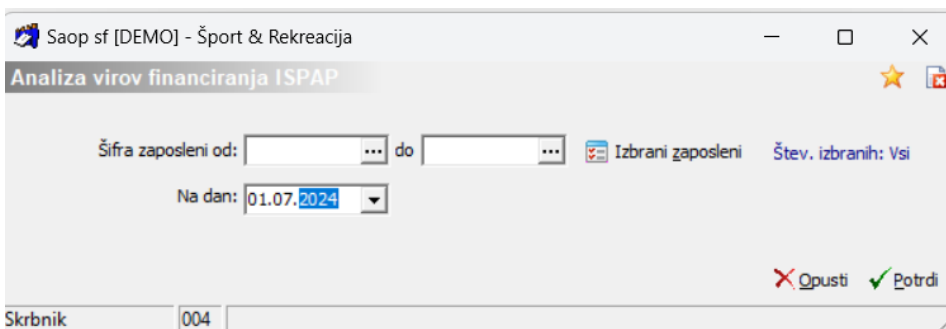 Saop sf [DEMO] - Šport & Rekreacija
Analiza virov financiranja ISPAP
Šifra zaposleni od: ... do ... Izbrani zaposleni Štev. izbranih: Vsi
Na dan: 01.07.2024
Opusti Potrdi
Skrbnik 004